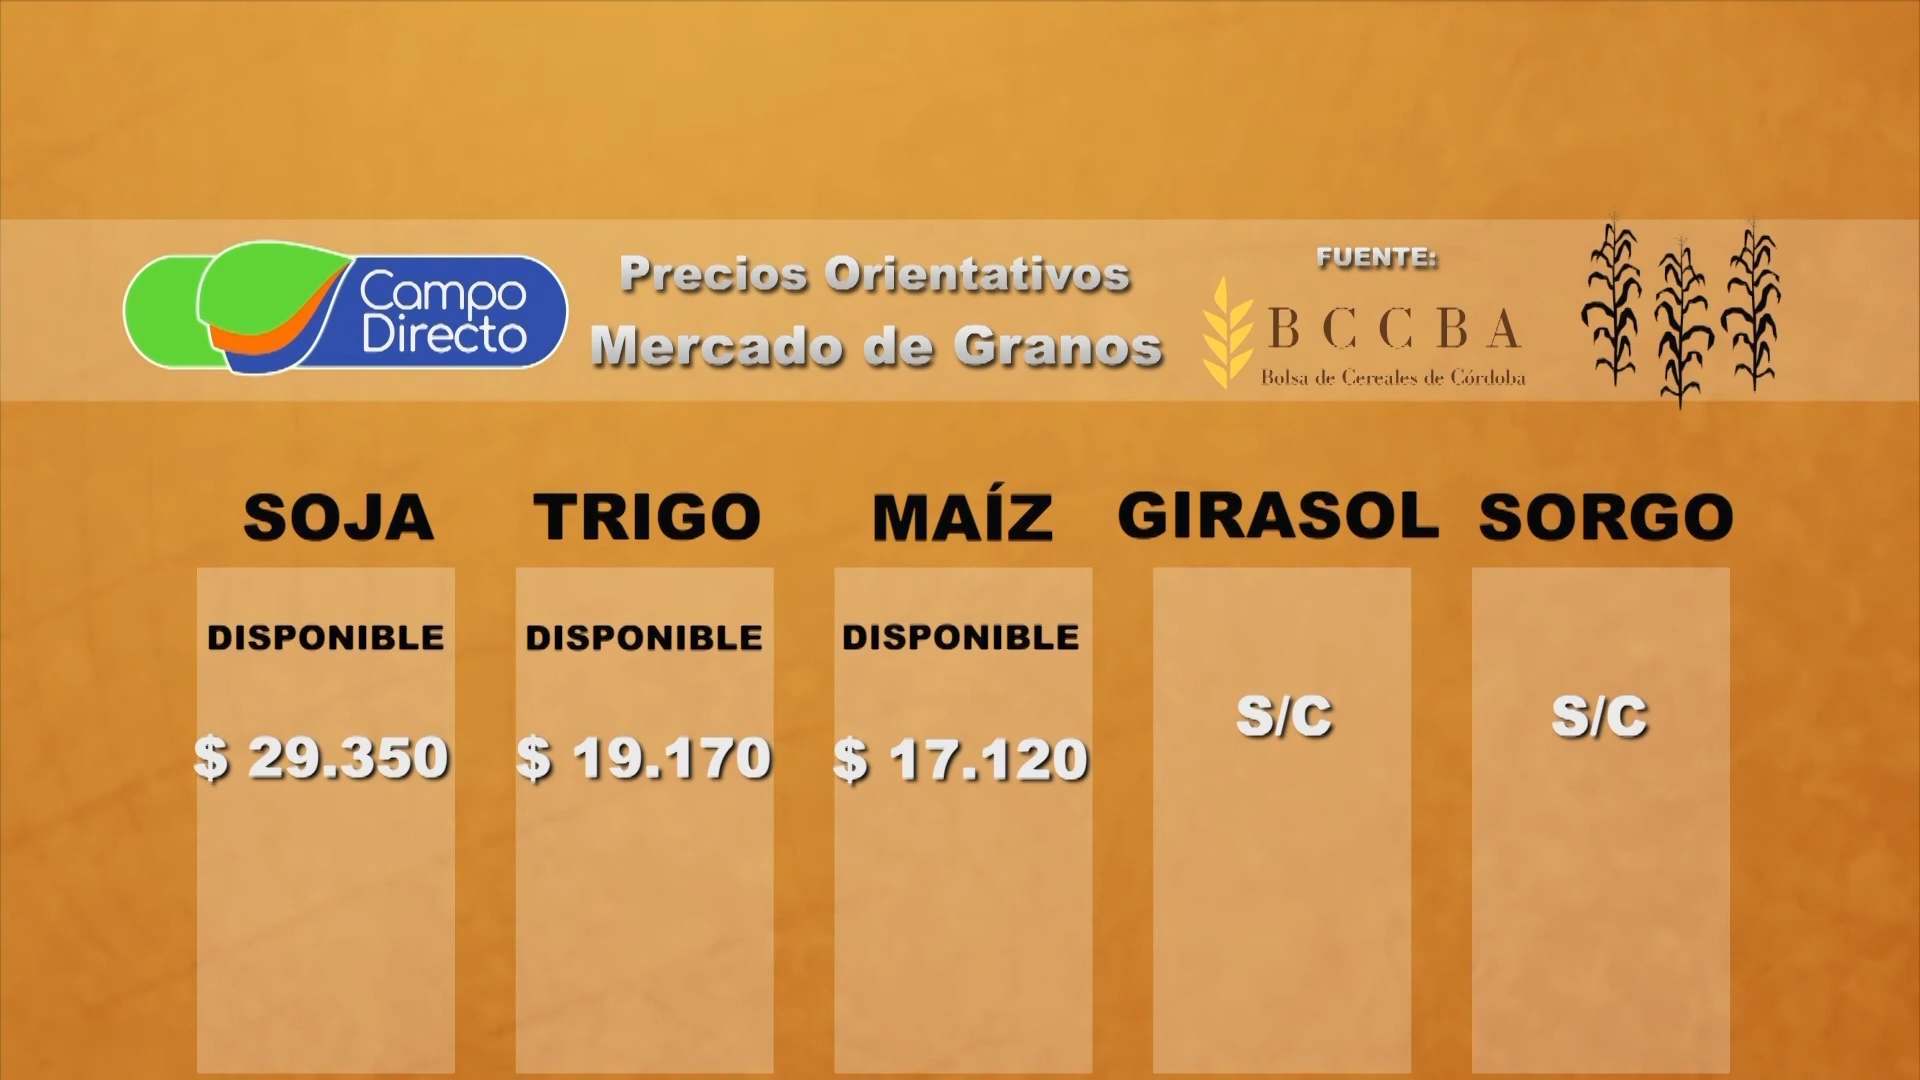 Campo
Directo
Precios Orientativos
Mercado de Granos
FUENTE:
BCCBA
Bolsa de Cereales de Córdoba
SOJA
TRIGO
MAÍZ
GIRASOL
SORGO
DISPONIBLE
DISPONIBLE
DISPONIBLE
$ 29.350
$ 19.170
$ 17.120
S/C
S/C